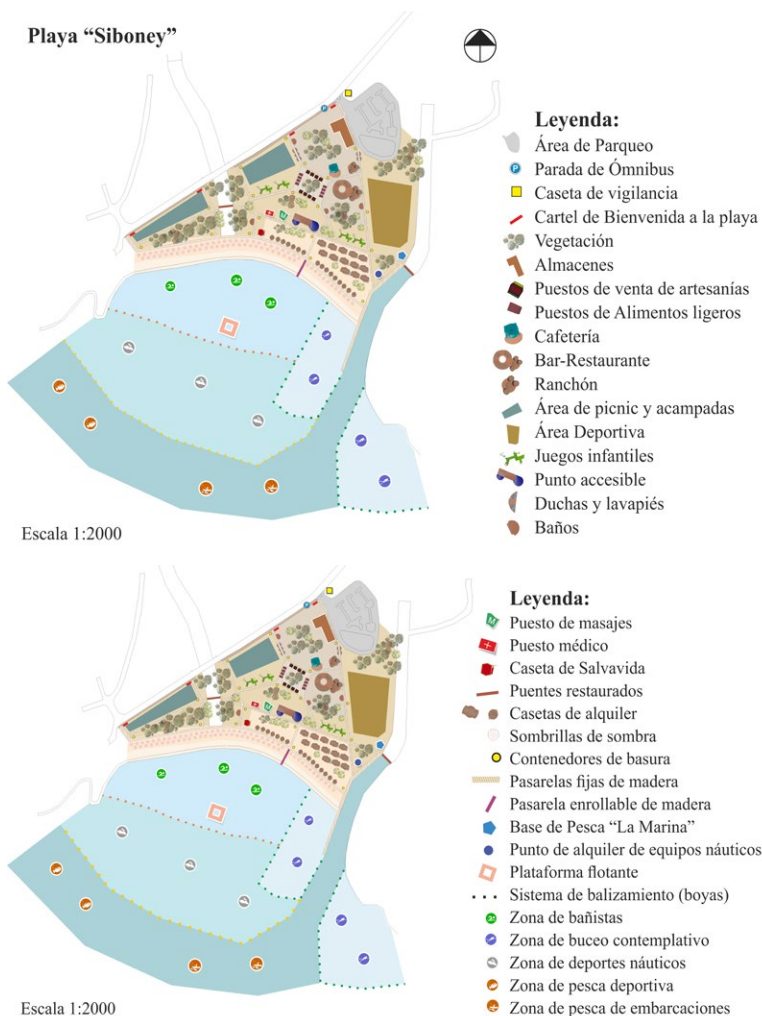 Playa “Siboney”
Leyenda:
Área de Parqueo
P Parada de Ómnibus
Caseta de vigilancia
Cartel de Bienvenida a la playa
Vegetación
Almacenes
Puestos de venta de artesanías
Puestos de Alimentos ligeros
Cafetería
Bar-Restaurante
Ranchón
Área de picnic y acampadas
Área Deportiva
Juegos infantiles
Punto accesible
Duchas y lavapiés
Baños
Escala 1:2000
Leyenda:
M Puesto de masajes
Puesto médico
Caseta de Salvavida
Puentes restaurados
Casetas de alquiler
Sombrillas de sombra
Contenedores de basura
Pasarelas fijas de madera
Pasarela enrollable de madera
Base de Pesca “La Marina”
Punto de alquiler de equipos náuticos
Plataforma flotante
Sistema de balizamiento (boyas)
Zona de bañistas
Zona de buceo contemplativo
Zona de deportes náuticos
Zona de pesca deportiva
Zona de pesca de embarcaciones
Escala 1:2000